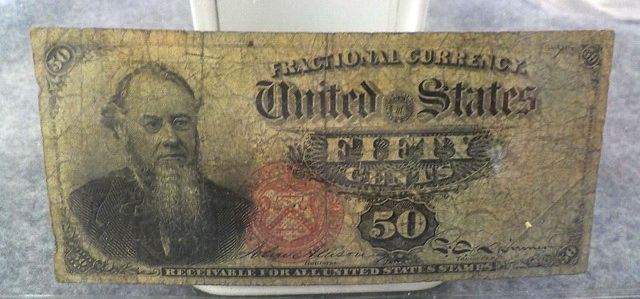 50
FRACTIONAL CURRENCY.
United States
FIFTY
CENTS
50
RECEIVABLE FOR ALL UNITED STATES STAMPS